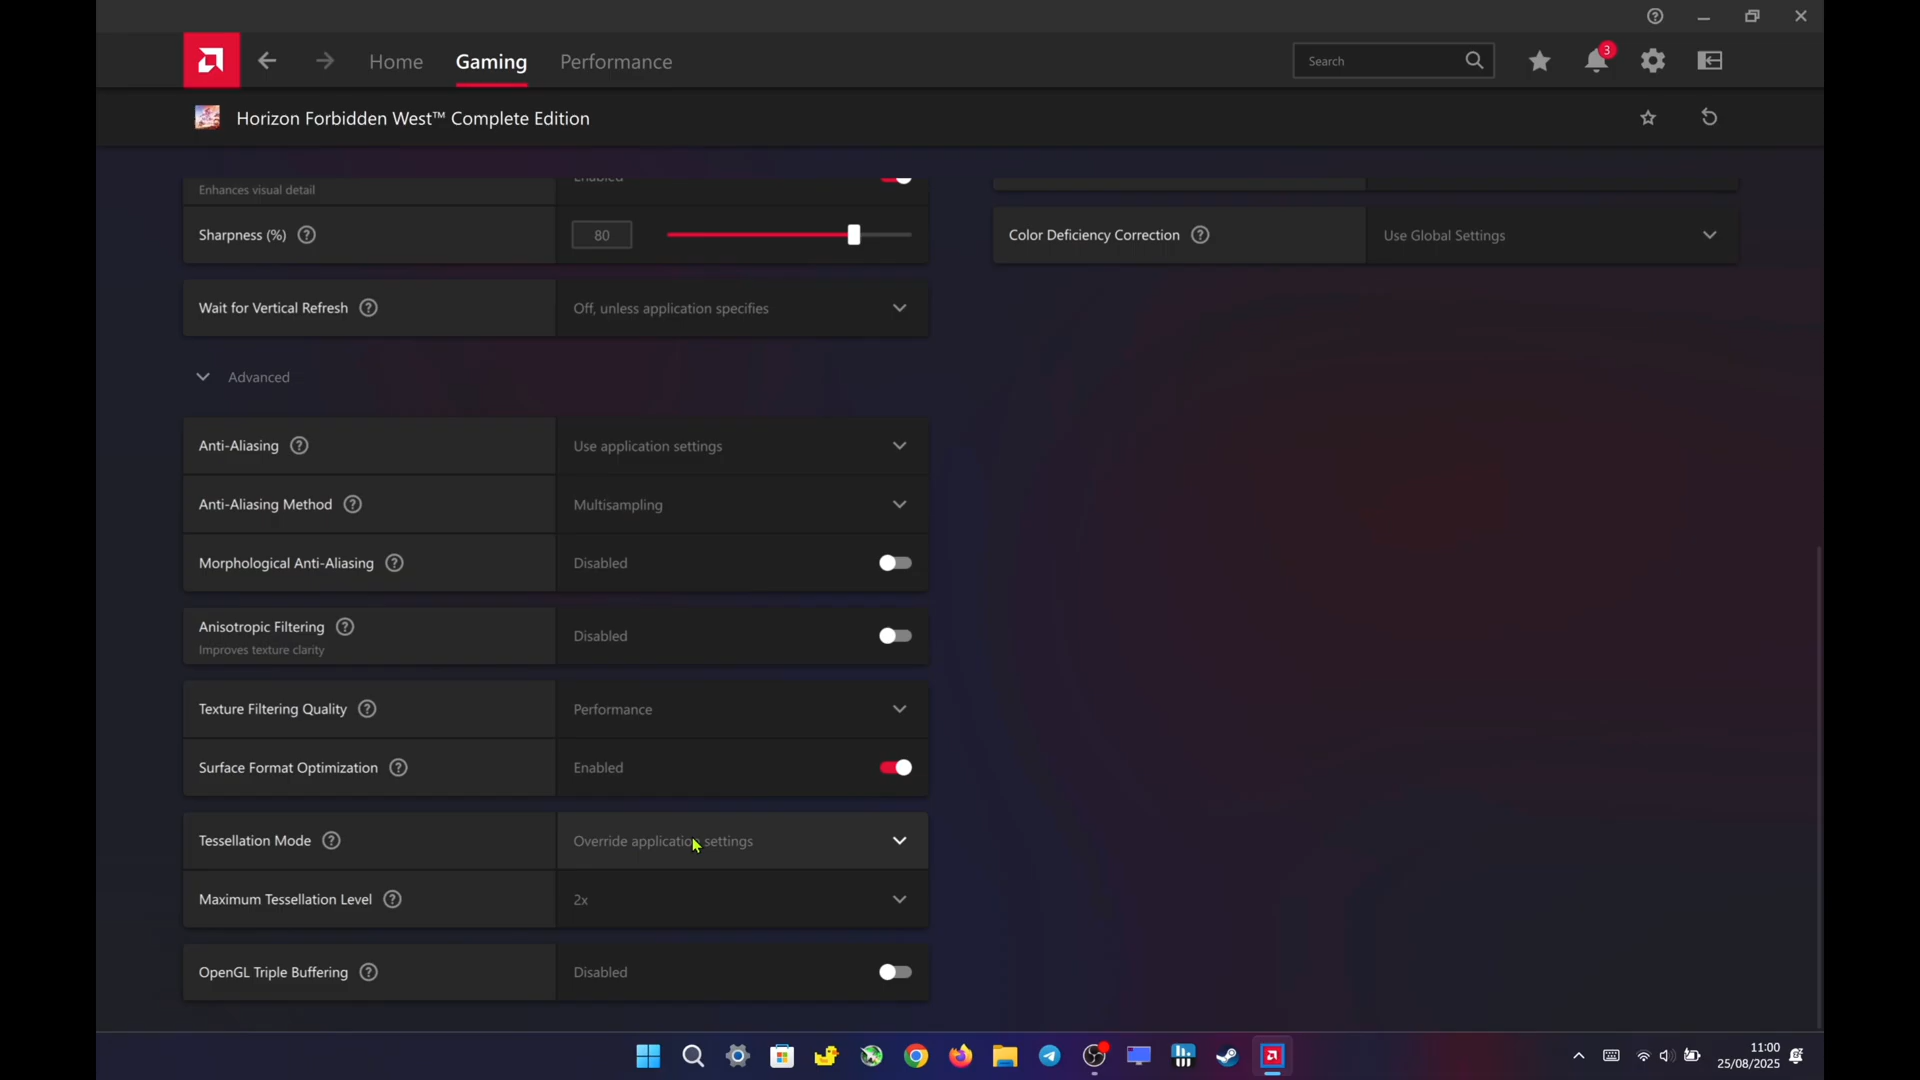 Home
Gaming
Performance
Search
3
Horizon Forbidden West™ Complete Edition
Enhances visual detail
Enabled
Sharpness (%)
80
Color Deficiency Correction
Use Global Settings
Wait for Vertical Refresh
Off, unless application specifies
Advanced
Anti-Aliasing
Use application settings
Anti-Aliasing Method
Multisampling
Morphological Anti-Aliasing
Disabled
Anisotropic Filtering
Improves texture clarity
Disabled
Texture Filtering Quality
Performance
Surface Format Optimization
Enabled
Tessellation Mode
Override application settings
Maximum Tessellation Level
2x
OpenGL Triple Buffering
Disabled
11:00
25/08/2025